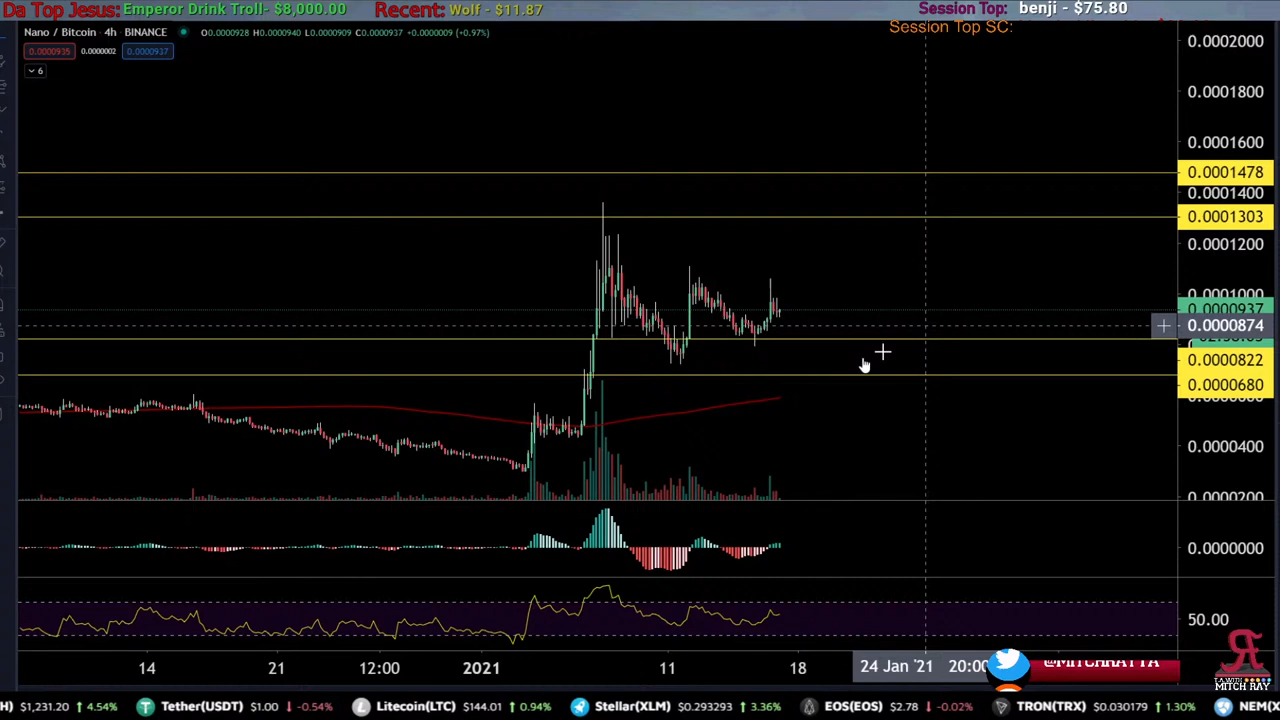 Da Top Jesus: Emperor Drink Troll- $8,000.00 Recent: Wolf - $11.87 Session Top: benji - $75.80
Session Top SC:
Nano / Bitcoin · 4h · BINANCE O0.0000928 H0.0000940 L0.0000909 C0.0000937 +0.0000009 (+0.97%)
0.0000935 0.0000002 0.0000937
6
0.0002000
0.0001800
0.0001600
0.0001478
0.0001400
0.0001303
0.0001200
0.0001000
0.0000937
0.0000874
0.0000822
0.0000680
0.0000400
0.0000200
0.0000000
50.00
14 21 12:00 2021 11 18 24 Jan '21 20:00
@MITCHRAYTA
T.A. WITH
MITCH RAY
H) $1,231.20 4.54% Tether(USDT) $1.00 -0.54% Litecoin(LTC) $144.01 0.94% Stellar(XLM) $0.293293 3.36% EOS(EOS) $2.78 -0.02% TRON(TRX) $0.030179 1.30% NEM(X